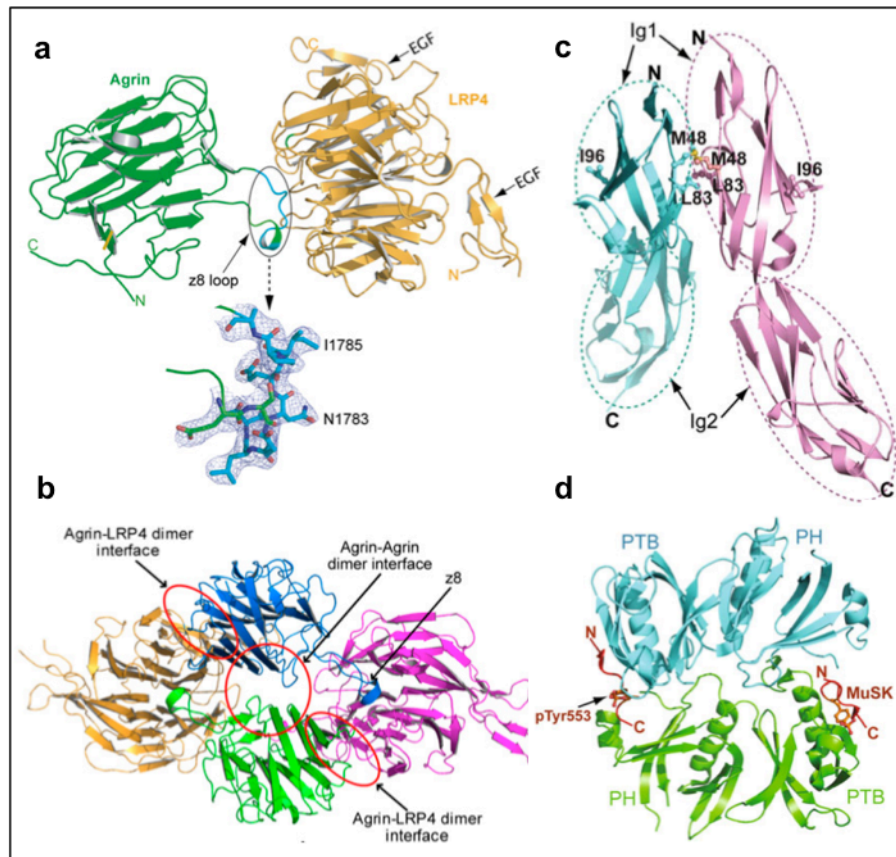 a
Agrin
C
EGF
LRP4
EGF
C
N
N
z8 loop
I1785
N1783
b
Agrin-LRP4 dimer
interface
Agrin-Agrin
dimer interface
z8
Agrin-LRP4 dimer
interface
c
Ig1
N
N
M48
M48
I96
I96
L83
L83
Ig2
C
C
d
PTB
PH
N
N
MuSK
pTyr553
C
C
PH
PTB